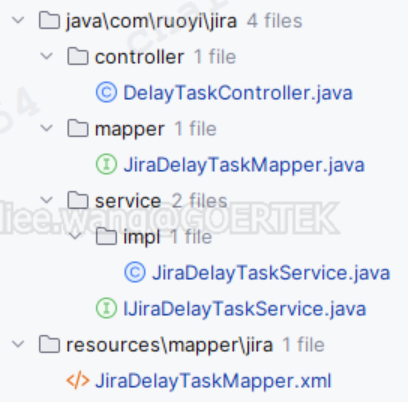 java\com\ruoyi\jira 4 files
controller 1 file
DelayTaskController.java
mapper 1 file
JiraDelayTaskMapper.java
service 2 files
impl 1 file
JiraDelayTaskService.java
IJiraDelayTaskService.java
resources\mapper\jira 1 file
JiraDelayTaskMapper.xml